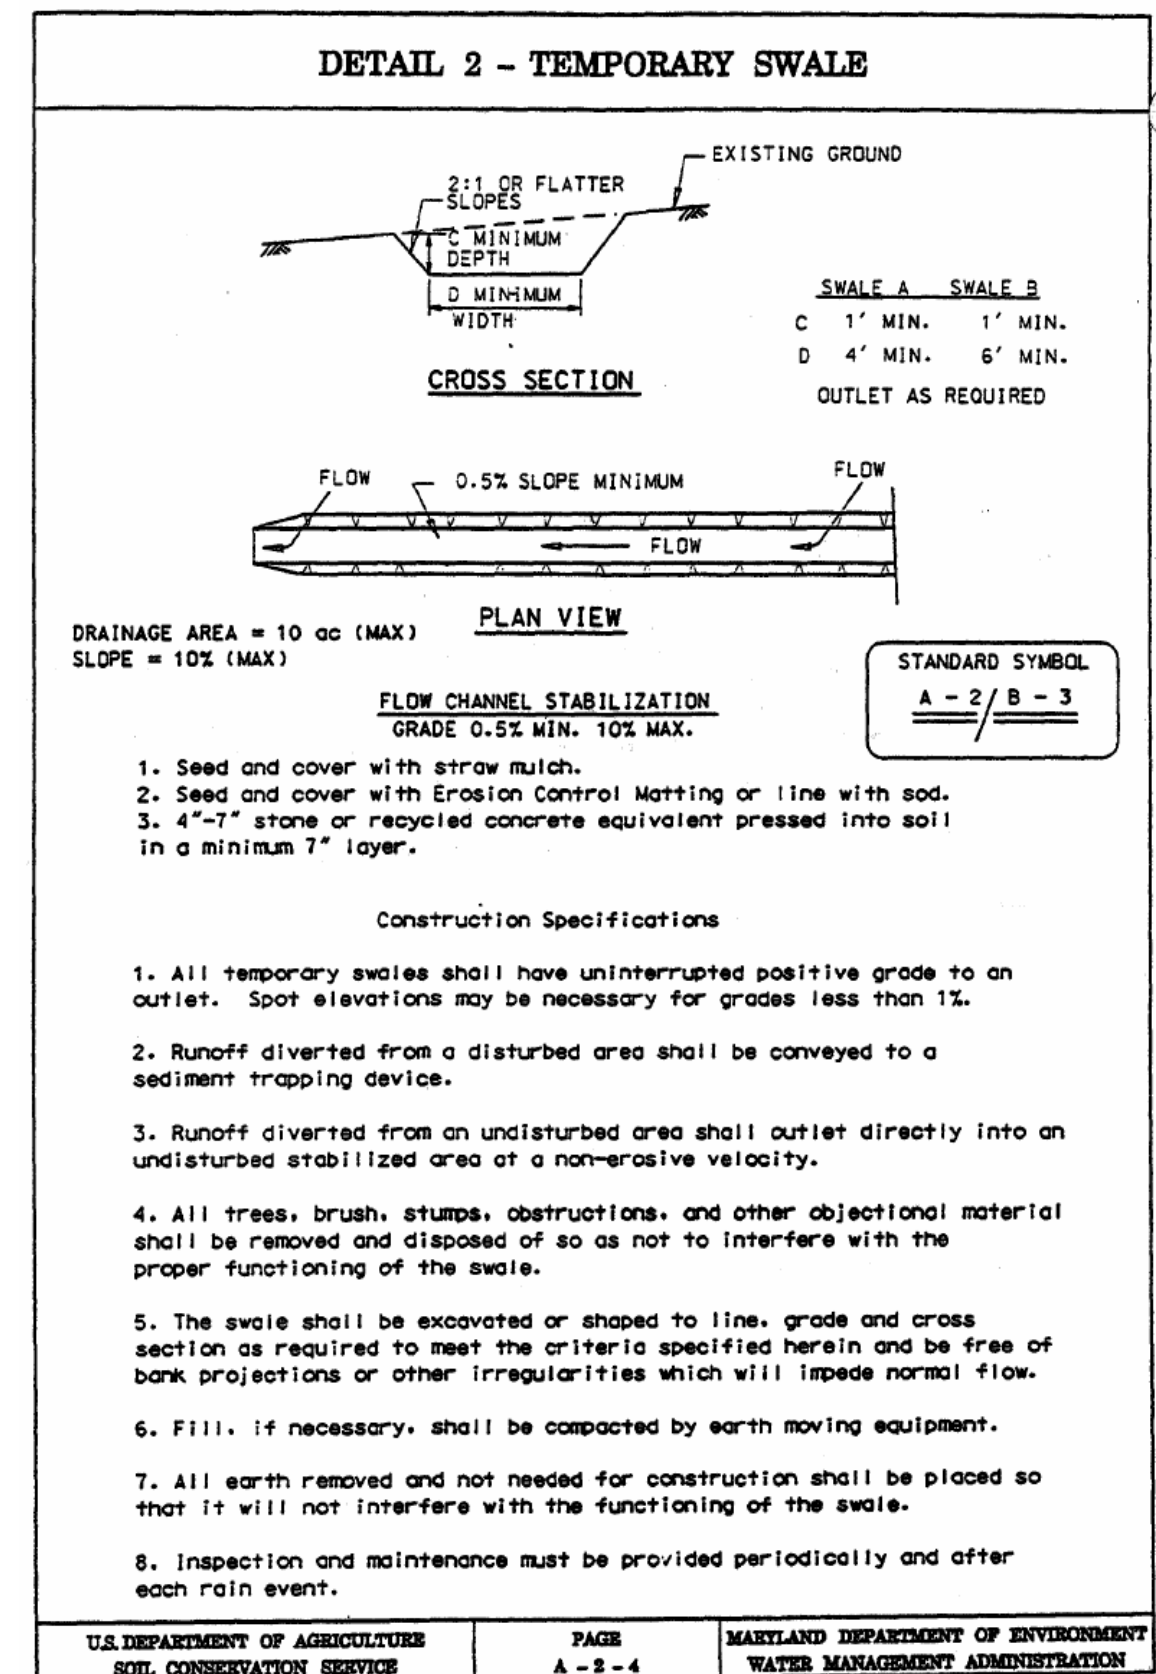 DETAIL 2 - TEMPORARY SWALE
EXISTING GROUND
2:1 OR FLATTER
SLOPES
C MINIMUM
DEPTH
D MINIMUM
WIDTH
CROSS SECTION
SWALE A SWALE B
C 1' MIN. 1' MIN.
D 4' MIN. 6' MIN.
OUTLET AS REQUIRED
FLOW
0.5% SLOPE MINIMUM
FLOW
FLOW
PLAN VIEW
DRAINAGE AREA = 10 ac (MAX)
SLOPE = 10% (MAX)
STANDARD SYMBOL
A - 2 / B - 3
FLOW CHANNEL STABILIZATION
GRADE 0.5% MIN. 10% MAX.
1. Seed and cover with straw mulch.
2. Seed and cover with Erosion Control Matting or line with sod.
3. 4"-7" stone or recycled concrete equivalent pressed into soil
in a minimum 7" layer.
Construction Specifications
1. All temporary swales shall have uninterrupted positive grade to an
outlet. Spot elevations may be necessary for grades less than 1%.
2. Runoff diverted from a disturbed area shall be conveyed to a
sediment trapping device.
3. Runoff diverted from an undisturbed area shall outlet directly into an
undisturbed stabilized area at a non-erosive velocity.
4. All trees, brush, stumps, obstructions, and other objectional material
shall be removed and disposed of so as not to interfere with the
proper functioning of the swale.
5. The swale shall be excavated or shaped to line, grade and cross
section as required to meet the criteria specified herein and be free of
bank projections or other irregularities which will impede normal flow.
6. Fill, if necessary, shall be compacted by earth moving equipment.
7. All earth removed and not needed for construction shall be placed so
that it will not interfere with the functioning of the swale.
8. Inspection and maintenance must be provided periodically and after
each rain event.
U.S. DEPARTMENT OF AGRICULTURE
SOIL CONSERVATION SERVICE
PAGE
A - 2 - 4
MARYLAND DEPARTMENT OF ENVIRONMENT
WATER MANAGEMENT ADMINISTRATION